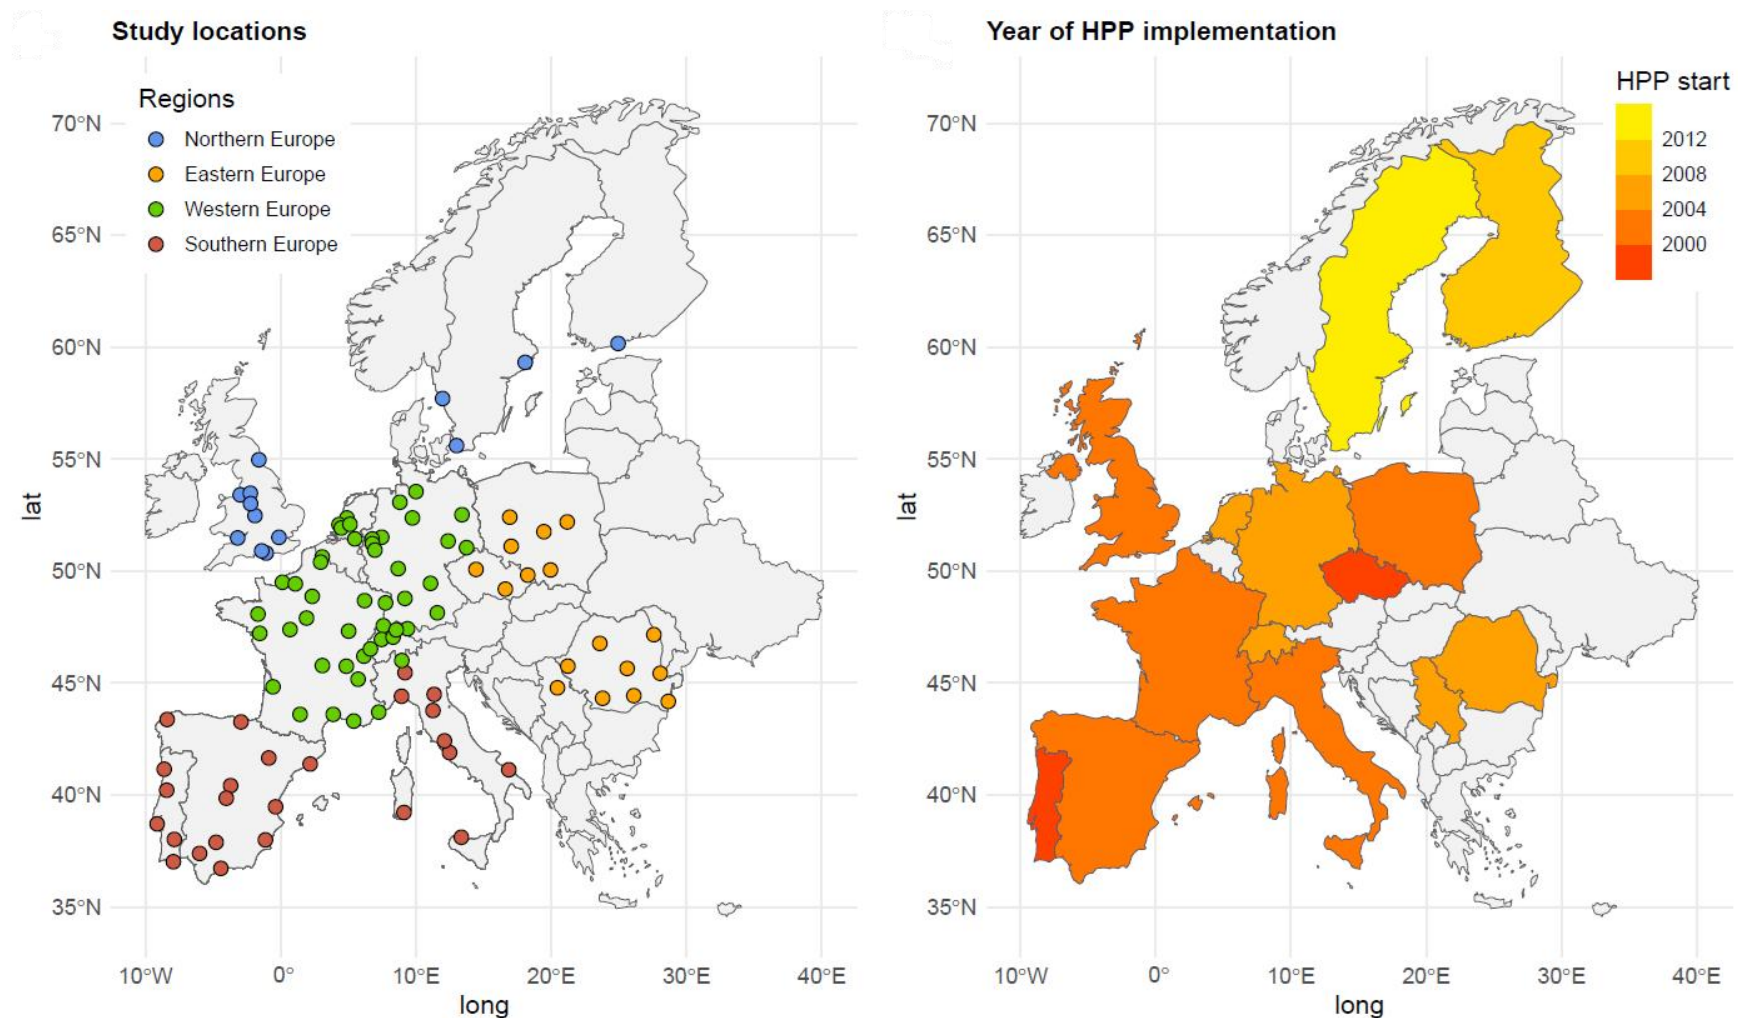 Study locations
Regions
Northern Europe
Eastern Europe
Western Europe
Southern Europe
70°N
65°N
60°N
55°N
50°N
45°N
40°N
35°N
lat
10°W 0° 10°E 20°E 30°E 40°E
long
Year of HPP implementation
HPP start
2012
2008
2004
2000
70°N
65°N
60°N
55°N
50°N
45°N
40°N
35°N
lat
10°W 0° 10°E 20°E 30°E 40°E
long